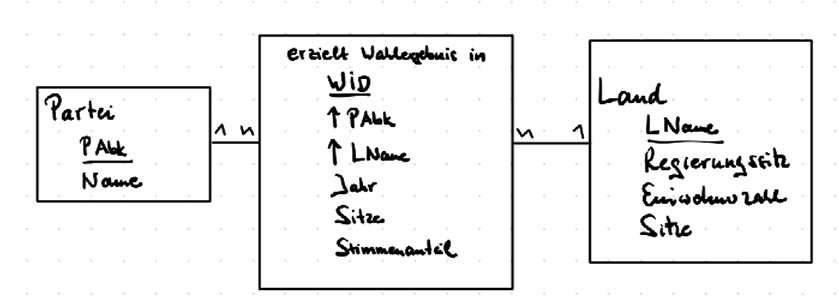 Partei
PAbk
Name
1 n
erzielt Wahlergebnis in
WID
↑ PAbk
↑ LName
Jahr
Sitze
Stimmenanteil
n 1
Land
LName
Regierungssitz
Einwohnerzahl
Sitze